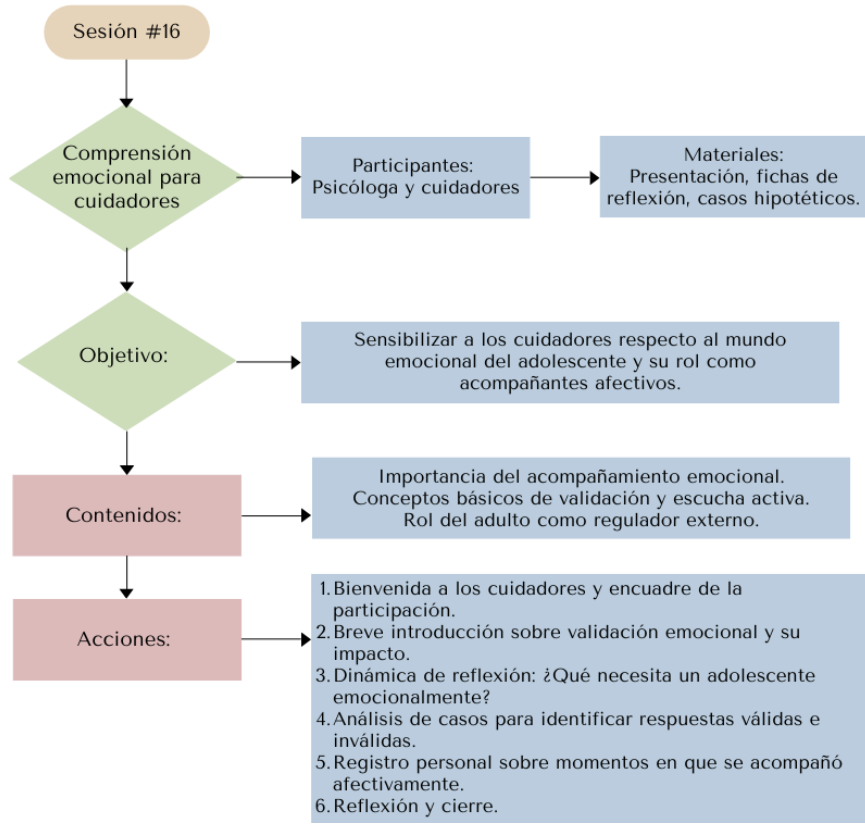 Sesión #16
Comprensión
emocional para
cuidadores
Participantes:
Psicóloga y cuidadores
Materiales:
Presentación, fichas de
reflexión, casos hipotéticos.
Objetivo:
Sensibilizar a los cuidadores respecto al mundo
emocional del adolescente y su rol como
acompañantes afectivos.
Contenidos:
Importancia del acompañamiento emocional.
Conceptos básicos de validación y escucha activa.
Rol del adulto como regulador externo.
Acciones:
1. Bienvenida a los cuidadores y encuadre de la
participación.
2. Breve introducción sobre validación emocional y su
impacto.
3. Dinámica de reflexión: ¿Qué necesita un adolescente
emocionalmente?
4. Análisis de casos para identificar respuestas válidas e
inválidas.
5. Registro personal sobre momentos en que se acompañó
afectivamente.
6. Reflexión y cierre.